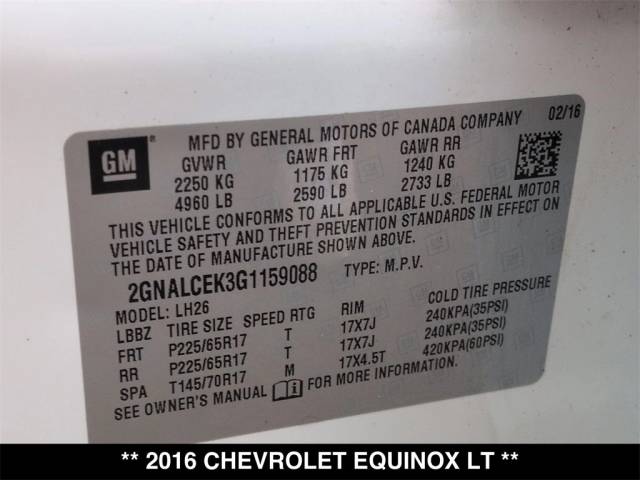 GM
MFD BY GENERAL MOTORS OF CANADA COMPANY 02/16
GVWR GAWR FRT GAWR RR
2250 KG 1175 KG 1240 KG
4960 LB 2590 LB 2733 LB
THIS VEHICLE CONFORMS TO ALL APPLICABLE U.S. FEDERAL MOTOR
VEHICLE SAFETY AND THEFT PREVENTION STANDARDS IN EFFECT ON
DATE OF MANUFACTURE SHOWN ABOVE.
2GNALCEK3G1159088 TYPE: M.P.V.
MODEL: LH26
LBBZ TIRE SIZE SPEED RTG RIM COLD TIRE PRESSURE
FRT P225/65R17 T 17X7J 240KPA(35PSI)
RR P225/65R17 T 17X7J 240KPA(35PSI)
SPA T145/70R17 M 17X4.5T 420KPA(60PSI)
SEE OWNER'S MANUAL FOR MORE INFORMATION.
** 2016 CHEVROLET EQUINOX LT **